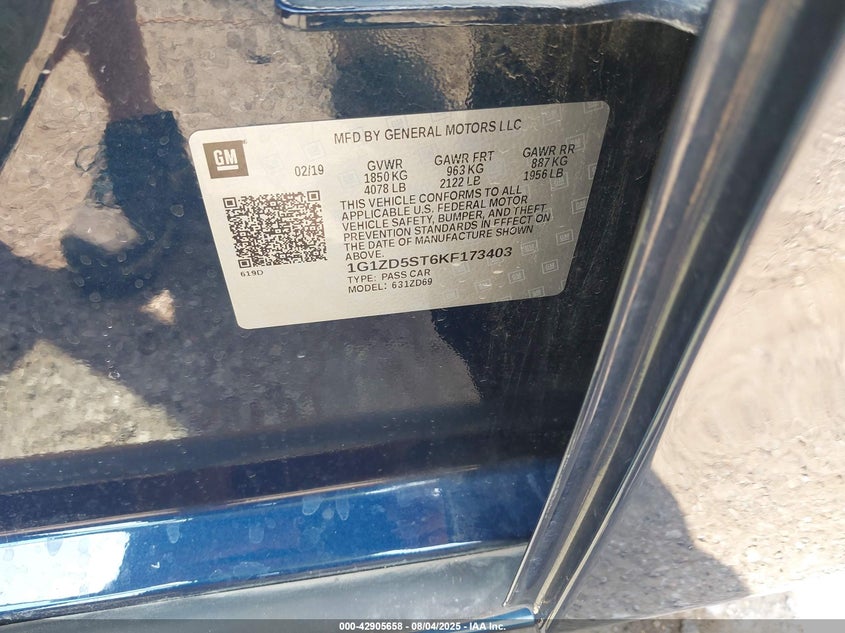 MFD BY GENERAL MOTORS LLC
GM
02/19
GVWR
1850 KG
4078 LB
GAWR FRT
963 KG
2122 LB
GAWR RR
887 KG
1956 LB
THIS VEHICLE CONFORMS TO ALL
APPLICABLE U.S. FEDERAL MOTOR
VEHICLE SAFETY, BUMPER, AND THEFT
PREVENTION STANDARDS IN EFFECT ON
THE DATE OF MANUFACTURE SHOWN
ABOVE.
619D
1G1ZD5ST6KF173403
TYPE: PASS CAR
MODEL: 631ZD69
000-42905658 - 08/04/2025 - IAA Inc.